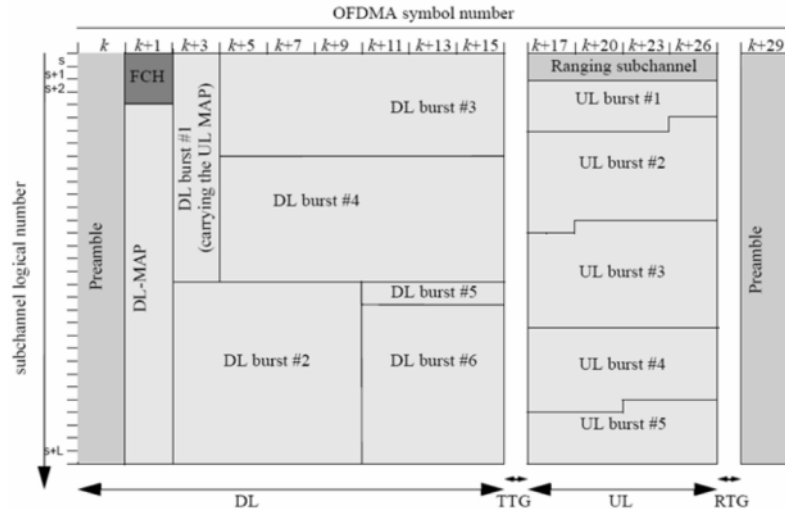 OFDMA symbol number
k k+1 k+3 k+5 k+7 k+9 k+11 k+13 k+15 k+17 k+20 k+23 k+26 k+29
subchannel logical number
s
s+1
s+2
s+L
Preamble
FCH
DL-MAP
DL burst #1
(carrying the UL MAP)
DL burst #3
DL burst #4
DL burst #2
DL burst #5
DL burst #6
Ranging subchannel
UL burst #1
UL burst #2
UL burst #3
UL burst #4
UL burst #5
Preamble
DL TTG UL RTG